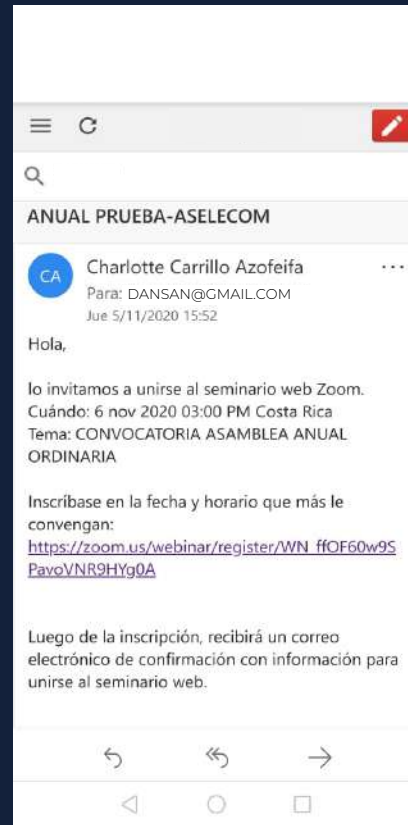 ANUAL PRUEBA-ASELECOM
CA
Charlotte Carrillo Azofeifa
Para: DANSAN@GMAIL.COM
Jue 5/11/2020 15:52
Hola,
lo invitamos a unirse al seminario web Zoom.
Cuándo: 6 nov 2020 03:00 PM Costa Rica
Tema: CONVOCATORIA ASAMBLEA ANUAL
ORDINARIA
Inscríbase en la fecha y horario que más le
convengan:
https://zoom.us/webinar/register/WN_ffOF60w9S
PavoVNR9HYg0A
Luego de la inscripción, recibirá un correo
electrónico de confirmación con información para
unirse al seminario web.